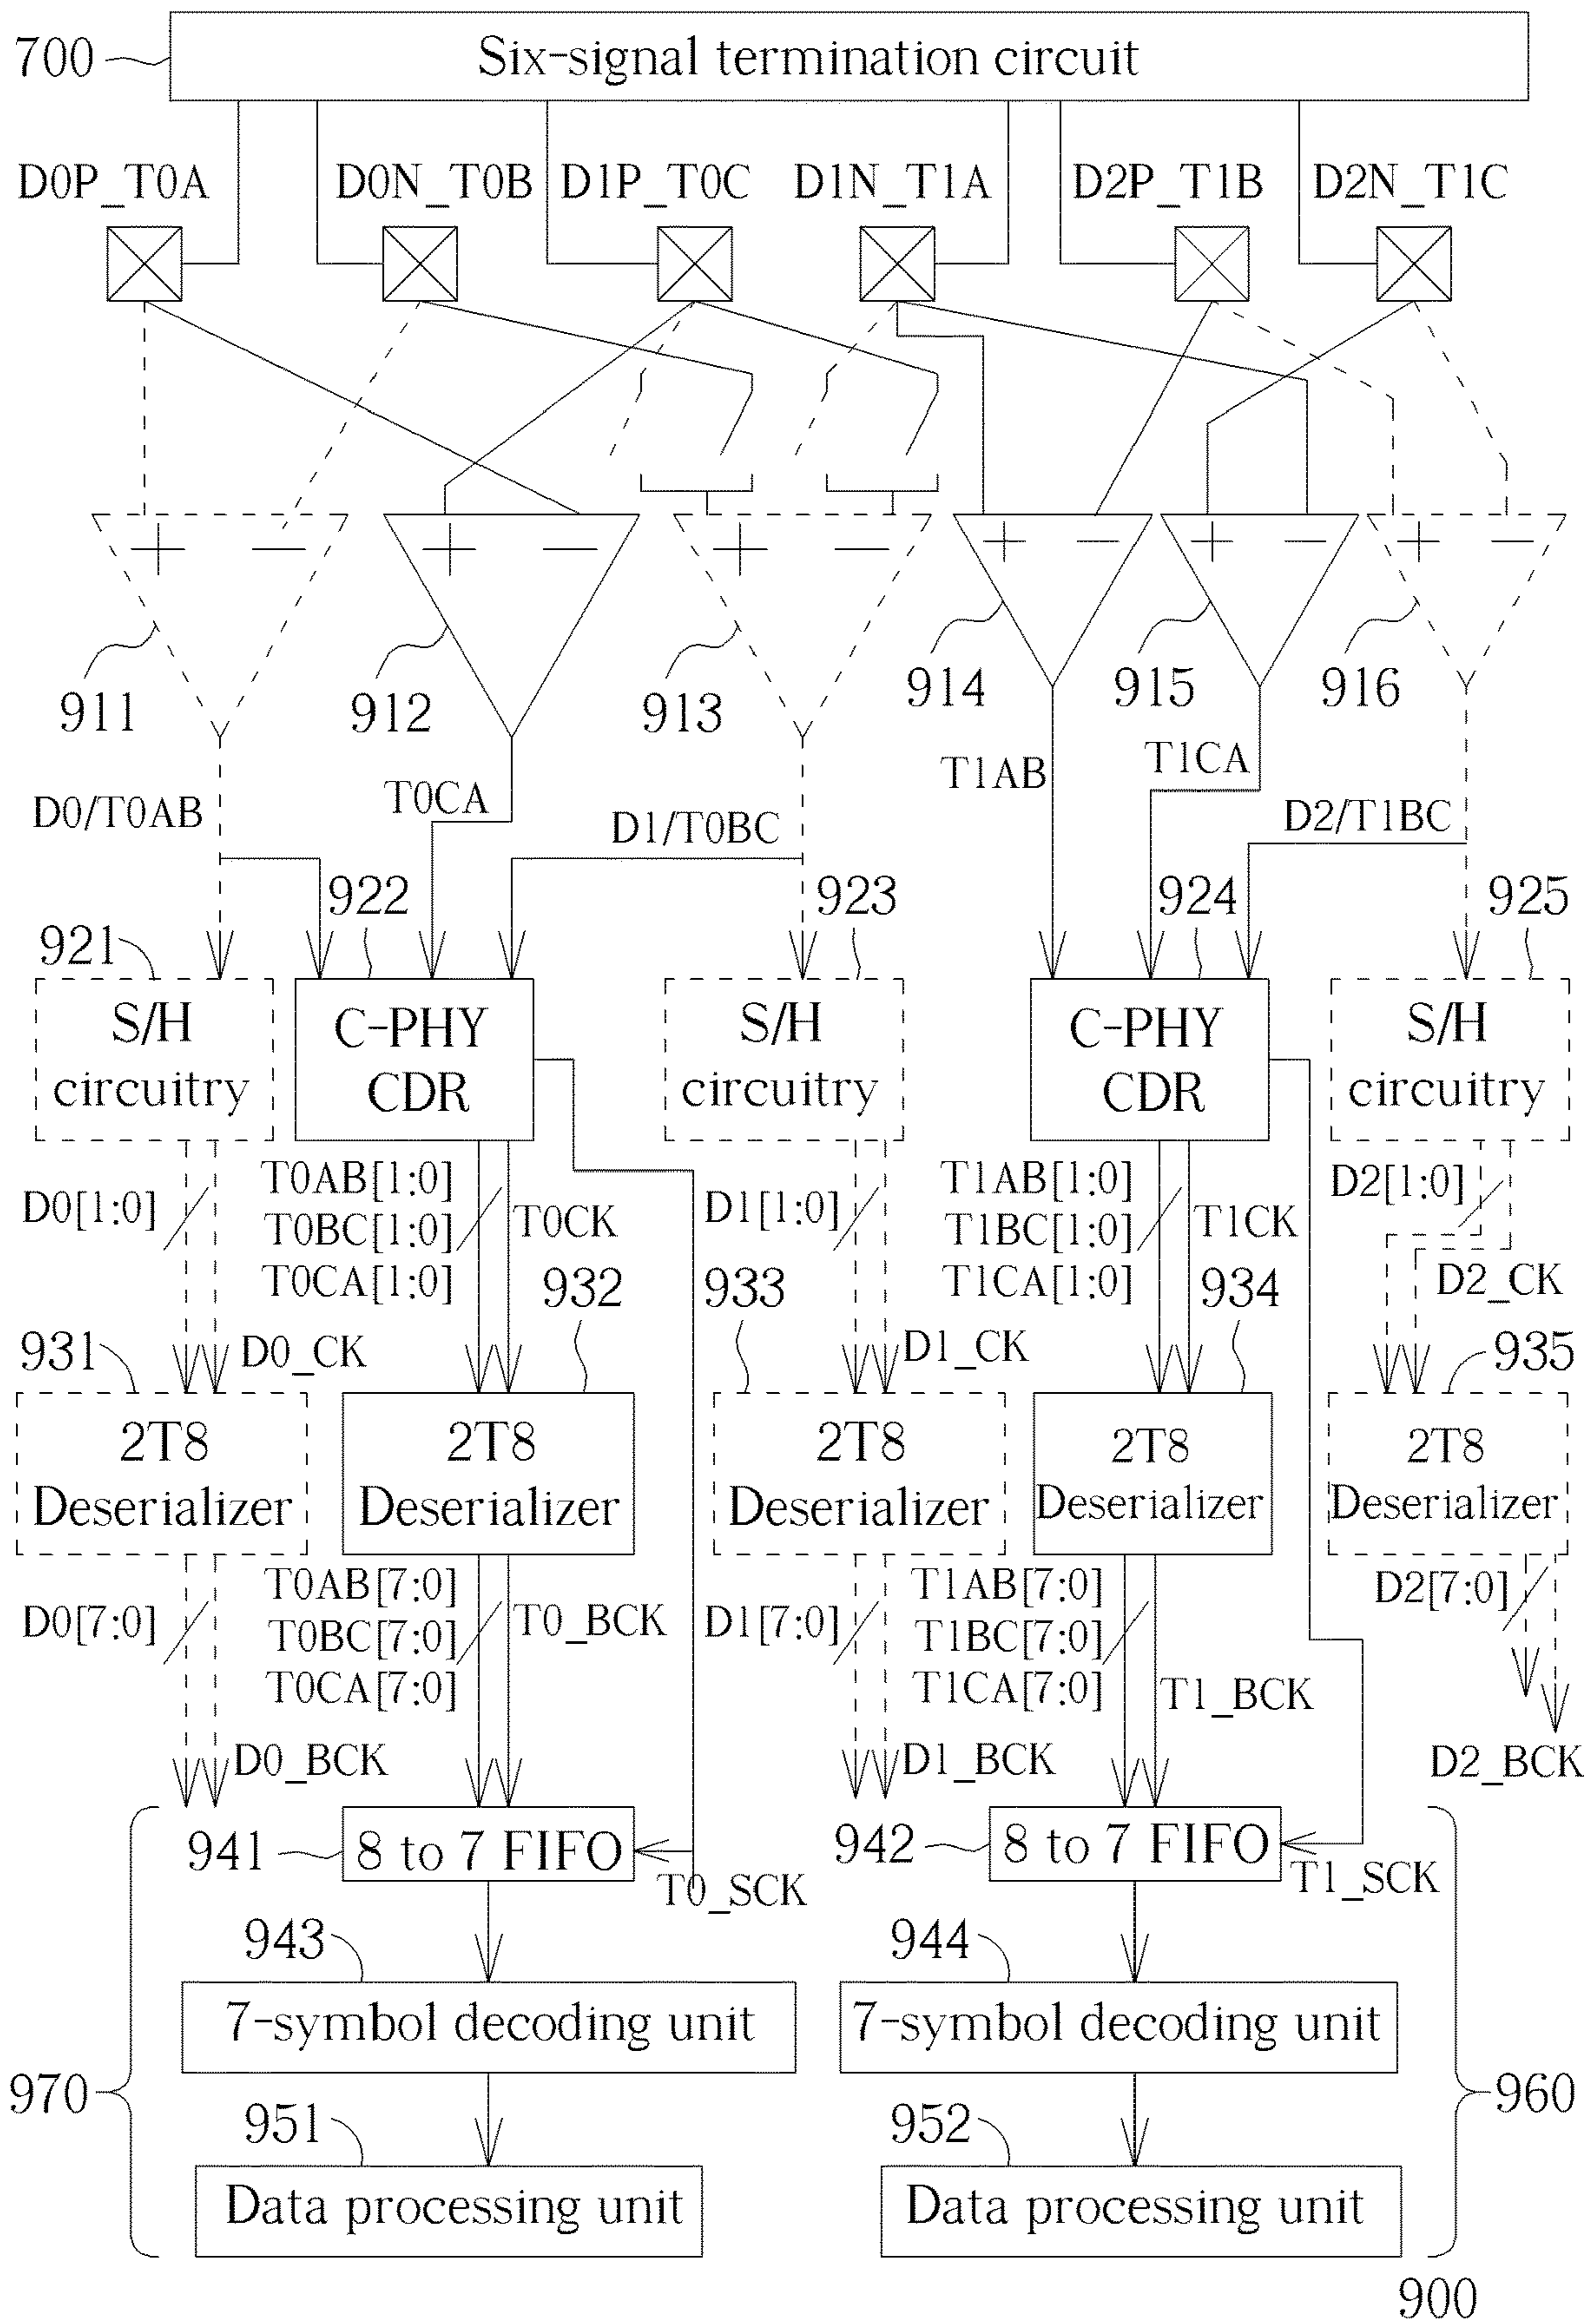 700
Six-signal termination circuit
D0P_T0A
D0N_T0B
D1P_T0C
D1N_T1A
D2P_T1B
D2N_T1C
+ −
+ −
+ −
+ −
+ −
+ −
911
912
913
914
915
916
D0/T0AB
T0CA
D1/T0BC
T1AB
T1CA
D2/T1BC
921
922
923
924
925
S/H
circuitry
C-PHY
CDR
S/H
circuitry
C-PHY
CDR
S/H
circuitry
D0[1:0]
T0AB[1:0]
T0BC[1:0]
T0CA[1:0]
T0CK
D1[1:0]
T1AB[1:0]
T1BC[1:0]
T1CA[1:0]
T1CK
D2[1:0]
D2_CK
931
D0_CK
932
933
D1_CK
934
935
2T8
Deserializer
2T8
Deserializer
2T8
Deserializer
2T8
Deserializer
2T8
Deserializer
D0[7:0]
T0AB[7:0]
T0BC[7:0]
T0CA[7:0]
T0_BCK
D1[7:0]
T1AB[7:0]
T1BC[7:0]
T1CA[7:0]
T1_BCK
D2[7:0]
D0_BCK
D1_BCK
D2_BCK
941
8 to 7 FIFO
T0_SCK
942
8 to 7 FIFO
T1_SCK
943
944
7-symbol decoding unit
7-symbol decoding unit
970
960
951
952
Data processing unit
Data processing unit
900